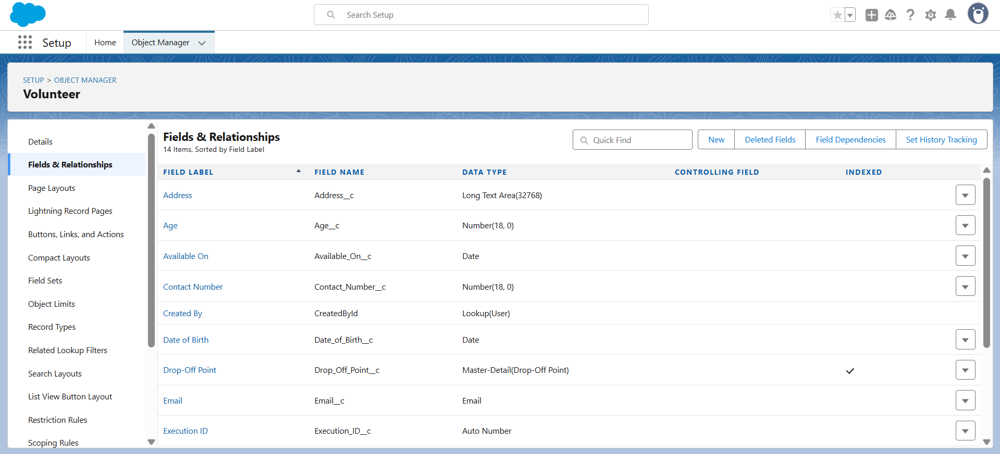 Search Setup
Setup
Home
Object Manager
SETUP > OBJECT MANAGER
Volunteer
Details
Fields & Relationships
Page Layouts
Lightning Record Pages
Buttons, Links, and Actions
Compact Layouts
Field Sets
Object Limits
Record Types
Related Lookup Filters
Search Layouts
List View Button Layout
Restriction Rules
Scoping Rules
Fields & Relationships
14 Items, Sorted by Field Label
Quick Find
New
Deleted Fields
Field Dependencies
Set History Tracking
FIELD LABEL FIELD NAME DATA TYPE CONTROLLING FIELD INDEXED
Address Address__c Long Text Area(32768)
Age Age__c Number(18, 0)
Available On Available_On__c Date
Contact Number Contact_Number__c Number(18, 0)
Created By CreatedById Lookup(User)
Date of Birth Date_of_Birth__c Date
Drop-Off Point Drop_Off_Point__c Master-Detail(Drop-Off Point)
Email Email__c Email
Execution ID Execution_ID__c Auto Number